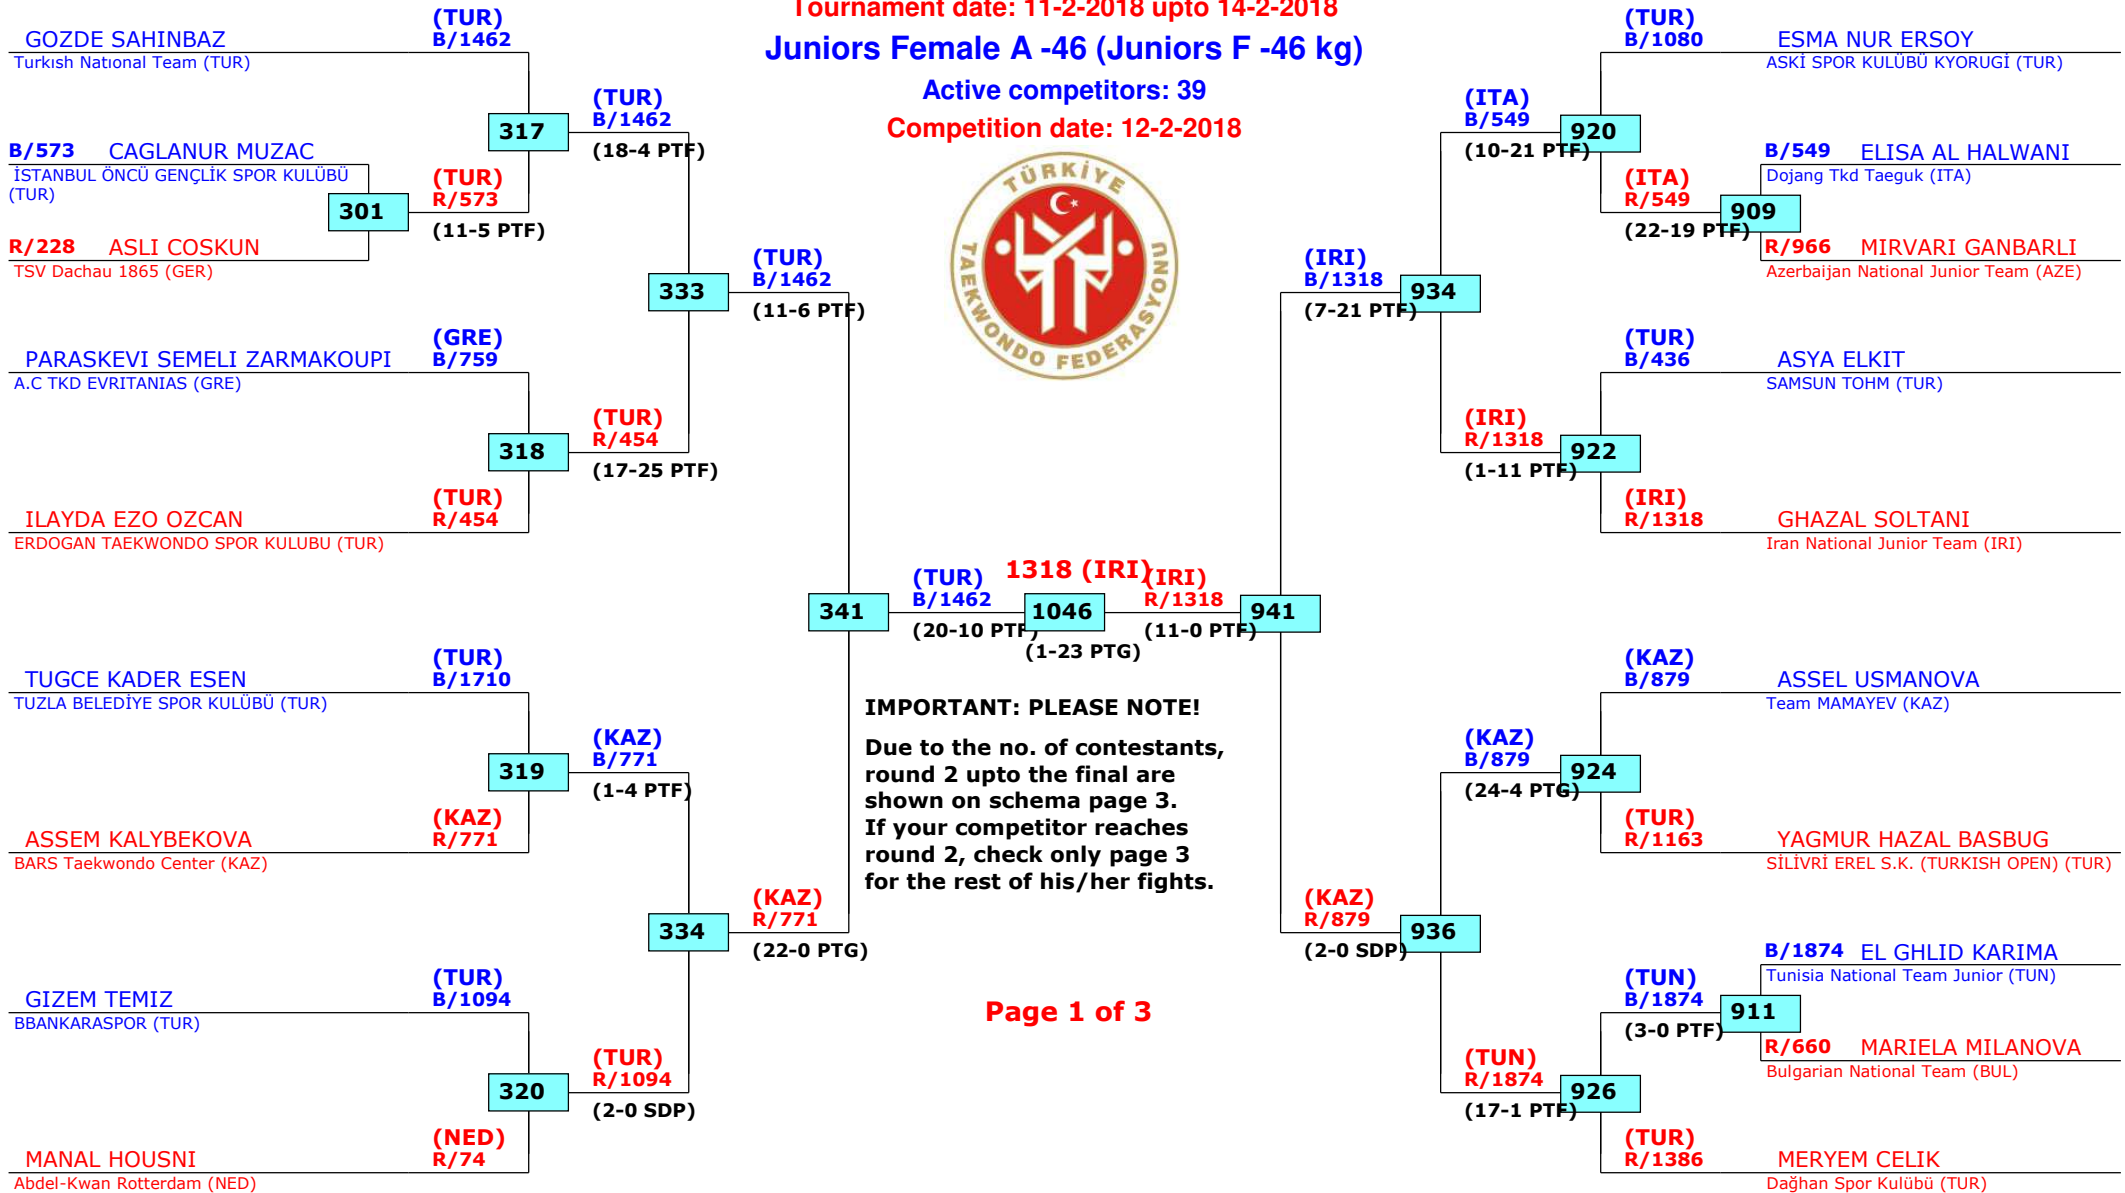 Tournament date: 11-2-2018 upto 14-2-2018
Juniors Female A -46 (Juniors F -46 kg)
Active competitors: 39
Competition date: 12-2-2018
TÜRKİYE
TAEKWONDO FEDERASYONU
(TUR)
GOZDE SAHINBAZ B/1462
Turkish National Team (TUR)
317
(TUR)
B/1462
(18-4 PTF)
B/573 CAGLANUR MUZAC
İSTANBUL ÖNCÜ GENÇLİK SPOR KULÜBÜ
(TUR)
301
(TUR)
R/573
(11-5 PTF)
R/228 ASLI COSKUN
TSV Dachau 1865 (GER)
333
(TUR)
B/1462
(11-6 PTF)
(GRE)
PARASKEVI SEMELI ZARMAKOUPI B/759
A.C TKD EVRITANIAS (GRE)
318
(TUR)
R/454
(17-25 PTF)
(TUR)
ILAYDA EZO OZCAN R/454
ERDOGAN TAEKWONDO SPOR KULUBU (TUR)
341
(TUR)
B/1462
(20-10 PTF)
1318 (IRI)
1046
(1-23 PTG)
(IRI)
R/1318
(11-0 PTF)
941
(TUR)
TUGCE KADER ESEN B/1710
TUZLA BELEDİYE SPOR KULÜBÜ (TUR)
319
(KAZ)
B/771
(1-4 PTF)
(KAZ)
ASSEM KALYBEKOVA R/771
BARS Taekwondo Center (KAZ)
334
(KAZ)
R/771
(22-0 PTG)
(TUR)
GIZEM TEMIZ B/1094
BBANKARASPOR (TUR)
320
(TUR)
R/1094
(2-0 SDP)
(NED)
MANAL HOUSNI R/74
Abdel-Kwan Rotterdam (NED)
IMPORTANT: PLEASE NOTE!
Due to the no. of contestants,
round 2 upto the final are
shown on schema page 3.
If your competitor reaches
round 2, check only page 3
for the rest of his/her fights.
Page 1 of 3
(TUR)
B/1080 ESMA NUR ERSOY
ASKİ SPOR KULÜBÜ KYORUGİ (TUR)
(ITA)
B/549
(10-21 PTF)
920
B/549 ELISA AL HALWANI
Dojang Tkd Taeguk (ITA)
(ITA)
R/549
(22-19 PTF)
909
R/966 MIRVARI GANBARLI
Azerbaijan National Junior Team (AZE)
(IRI)
B/1318
(7-21 PTF)
934
(TUR)
B/436 ASYA ELKIT
SAMSUN TOHM (TUR)
(IRI)
R/1318
(1-11 PTF)
922
(IRI)
R/1318 GHAZAL SOLTANI
Iran National Junior Team (IRI)
(KAZ)
B/879 ASSEL USMANOVA
Team MAMAYEV (KAZ)
(KAZ)
B/879
(24-4 PTG)
924
(TUR)
R/1163 YAGMUR HAZAL BASBUG
SİLİVRİ EREL S.K. (TURKISH OPEN) (TUR)
(KAZ)
R/879
(2-0 SDP)
936
B/1874 EL GHLID KARIMA
Tunisia National Team Junior (TUN)
(TUN)
B/1874
(3-0 PTF)
911
R/660 MARIELA MILANOVA
Bulgarian National Team (BUL)
(TUN)
R/1874
(17-1 PTF)
926
(TUR)
R/1386 MERYEM CELIK
Dağhan Spor Kulübü (TUR)